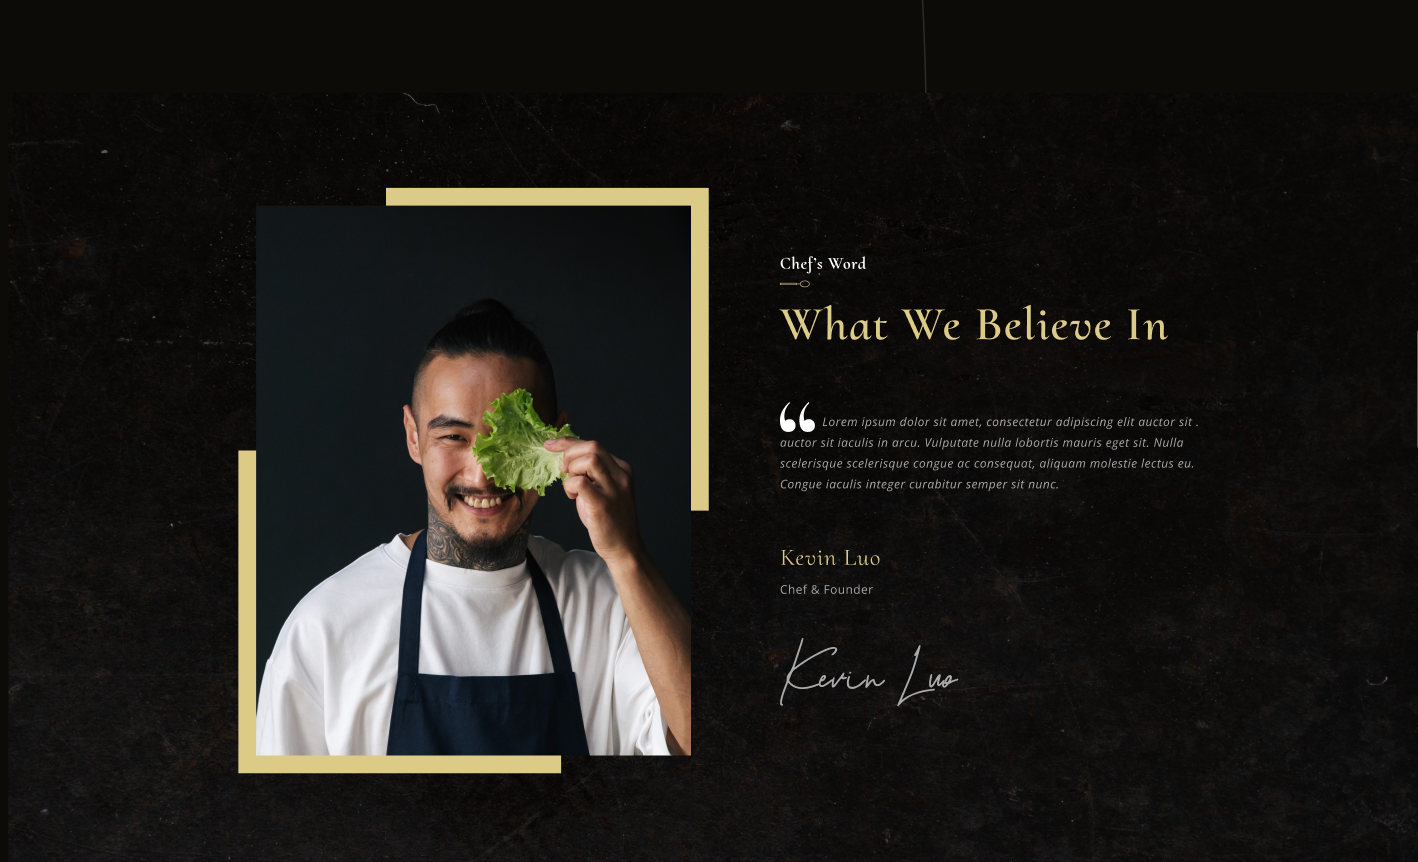 Chef's Word
What We Believe In
“ Lorem ipsum dolor sit amet, consectetur adipiscing elit auctor sit .
auctor sit iaculis in arcu. Vulputate nulla lobortis mauris eget sit. Nulla
scelerisque scelerisque congue ac consequat, aliquam molestie lectus eu.
Congue iaculis integer curabitur semper sit nunc.
Kevin Luo
Chef & Founder
Kevin Luo